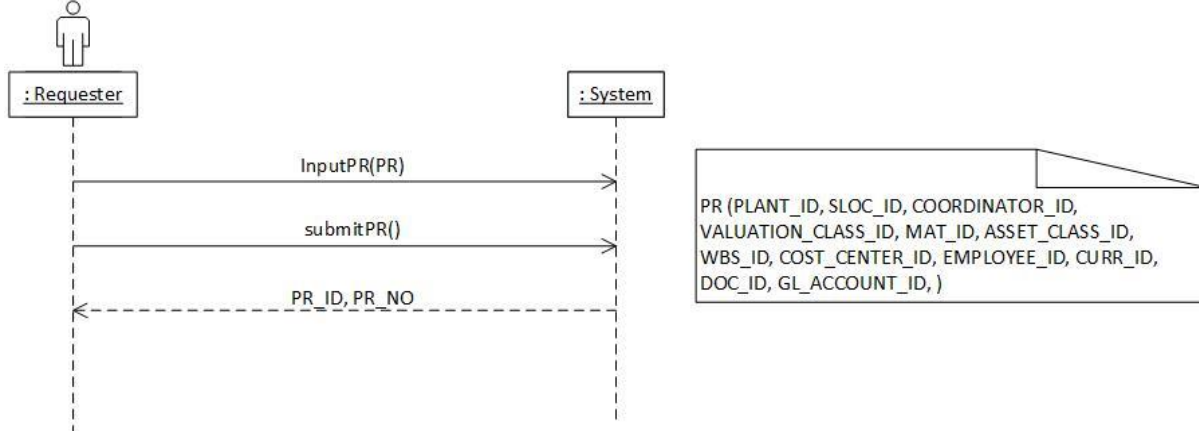 : Requester
: System
InputPR(PR)
submitPR()
PR_ID, PR_NO
PR (PLANT_ID, SLOC_ID, COORDINATOR_ID,
VALUATION_CLASS_ID, MAT_ID, ASSET_CLASS_ID,
WBS_ID, COST_CENTER_ID, EMPLOYEE_ID, CURR_ID,
DOC_ID, GL_ACCOUNT_ID, )